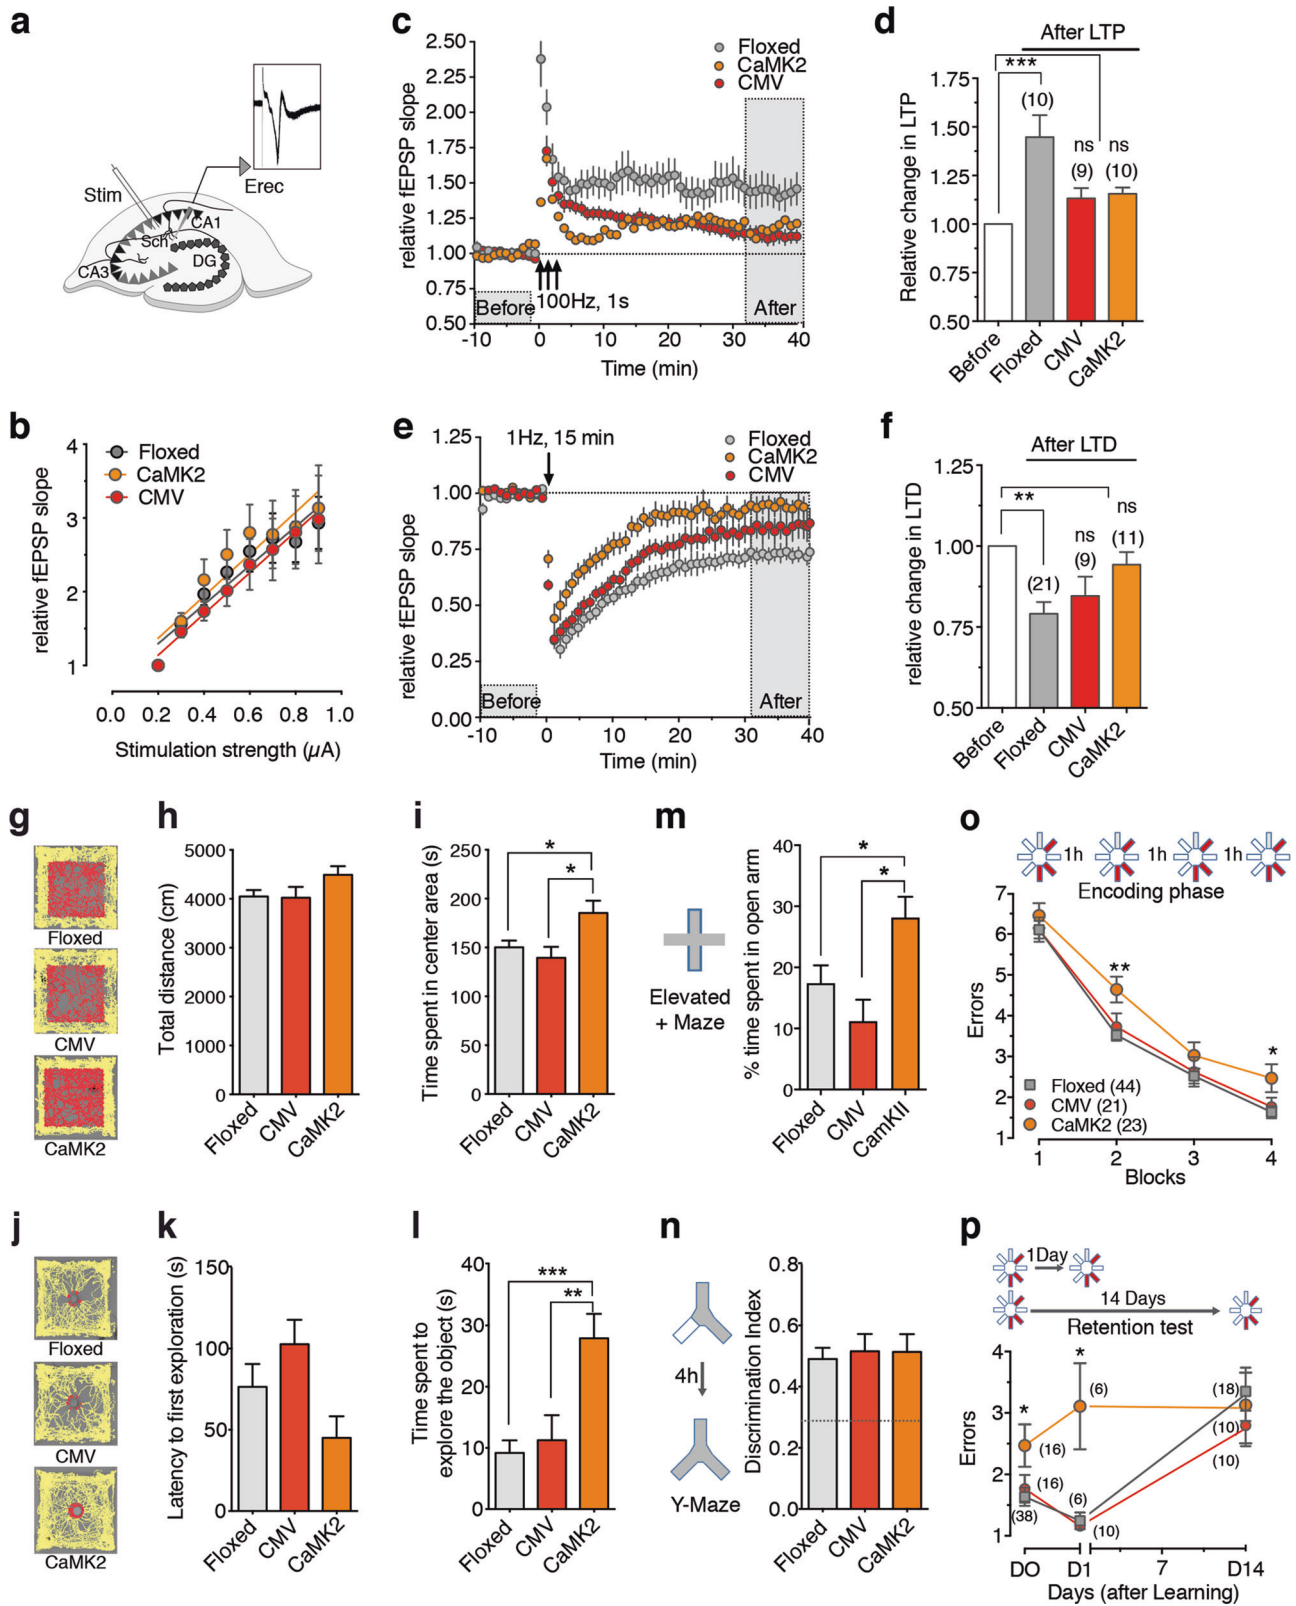 a
Stim
Erec
CA1
Sch
CA3
DG
b
4
3
2
1
relative fEPSP slope
Floxed
CaMK2
CMV
0.0
0.2
0.4
0.6
0.8
1.0
Stimulation strength (µA)
c
2.50
2.25
2.00
1.75
1.50
1.25
1.00
0.75
0.50
relative fEPSP slope
Floxed
CaMK2
CMV
Before
100Hz, 1s
After
-10
0
10
20
30
40
Time (min)
d
After LTP
***
(10)
ns
(9)
ns
(10)
1.75
1.50
1.25
1.00
0.75
0.50
Relative change in LTP
Before
Floxed
CMV
CaMK2
e
1.25
1.00
0.75
0.50
0.25
0.00
relative fEPSP slope
1Hz, 15 min
Floxed
CaMK2
CMV
Before
After
-10
0
10
20
30
40
Time (min)
f
After LTD
**
(21)
ns
(9)
ns
(11)
1.25
1.00
0.75
0.50
relative change in LTD
Before
Floxed
CMV
CaMK2
g
Floxed
CMV
CaMK2
h
5000
4000
3000
2000
1000
0
Total distance (cm)
Floxed
CMV
CaMK2
i
250
200
150
100
50
0
Time spent in center area (s)
*
*
Floxed
CMV
CaMK2
m
Elevated
+ Maze
40
30
20
10
0
% time spent in open arm
*
*
Floxed
CMV
CamKII
o
1h
1h
1h
Encoding phase
7
6
5
4
3
2
1
Errors
**
*
Floxed (44)
CMV (21)
CaMK2 (23)
1
2
3
4
Blocks
j
Floxed
CMV
CaMK2
k
150
100
50
0
Latency to first exploration (s)
Floxed
CMV
CaMK2
l
40
30
20
10
0
Time spent to
explore the object (s)
***
**
Floxed
CMV
CaMK2
n
4h
Y-Maze
0.8
0.6
0.4
0.2
0.0
Discrimination Index
Floxed
CMV
CaMK2
p
1Day
14 Days
Retention test
4
3
2
1
Errors
*
*
(16)
(16)
(38)
(6)
(6)
(10)
(18)
(10)
(10)
DO
D1
7
D14
Days (after Learning)